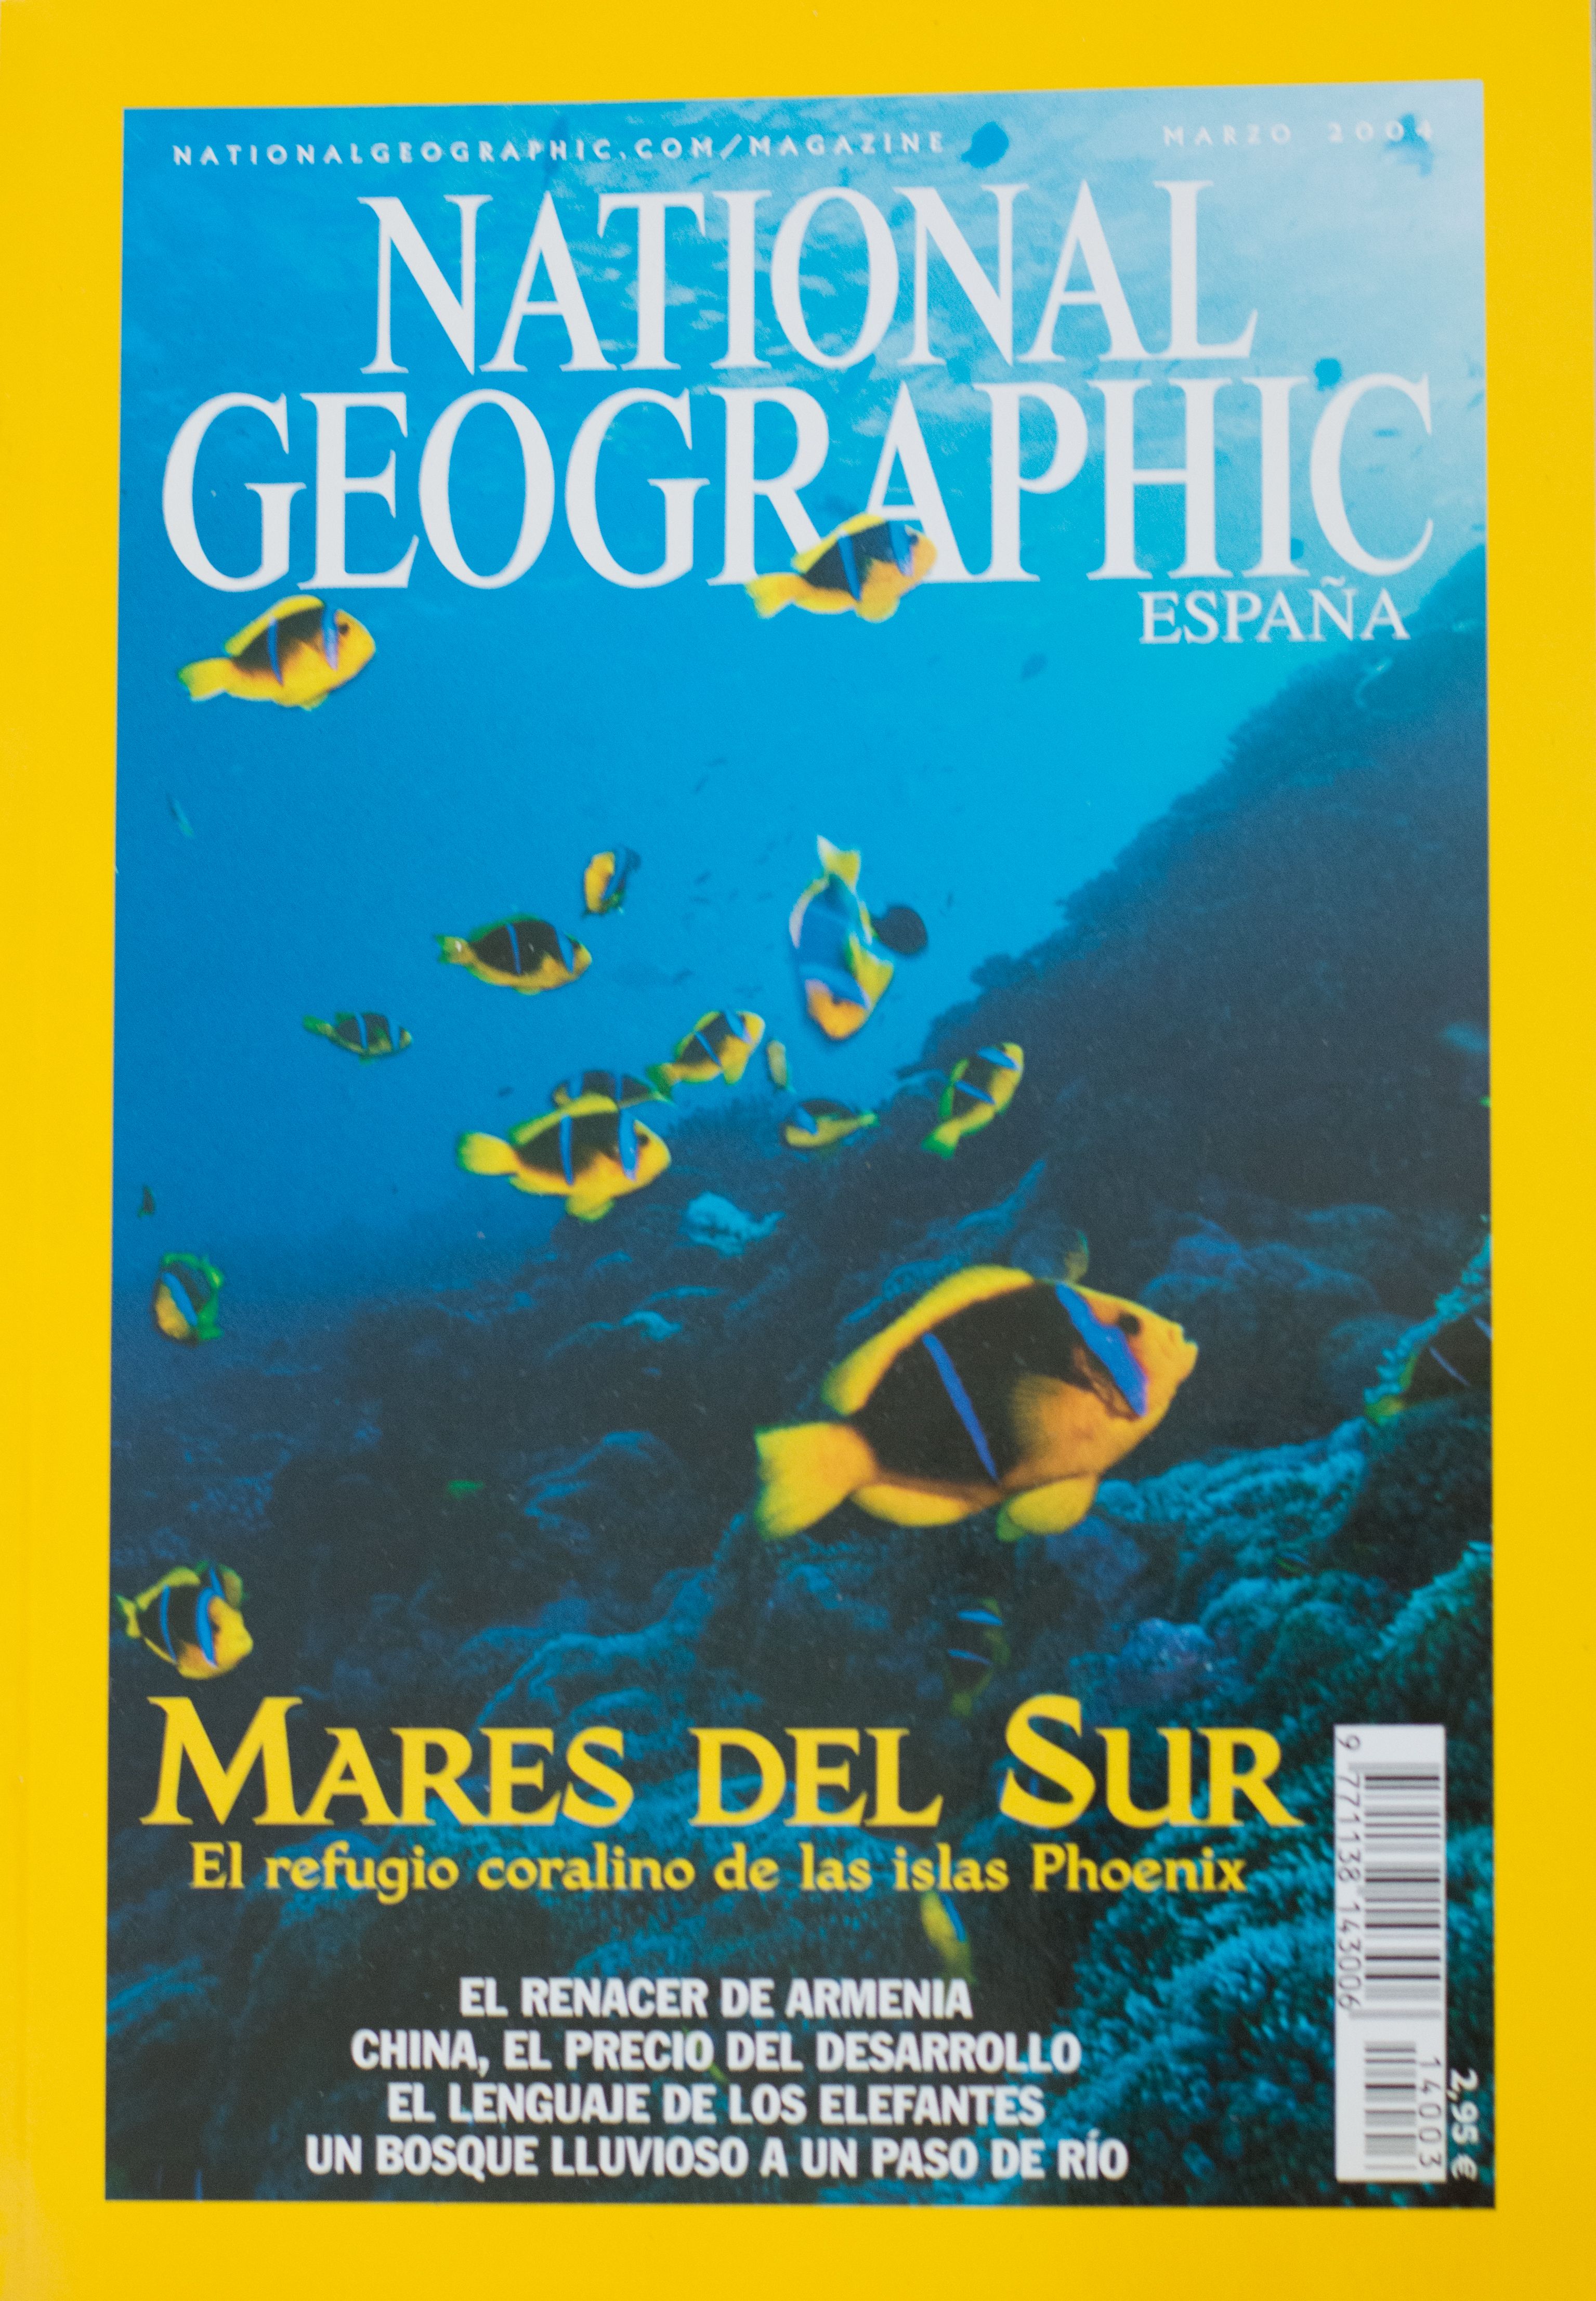 NATIONALGEOGRAPHIC.COM/MAGAZINE MARZO 2004
NATIONAL
GEOGRAPHIC
ESPAÑA
MARES DEL SUR
El refugio coralino de las islas Phoenix
EL RENACER DE ARMENIA
CHINA, EL PRECIO DEL DESARROLLO
EL LENGUAJE DE LOS ELEFANTES
UN BOSQUE LLUVIOSO A UN PASO DE RÍO
9 771138 143006
14003
2,95 €